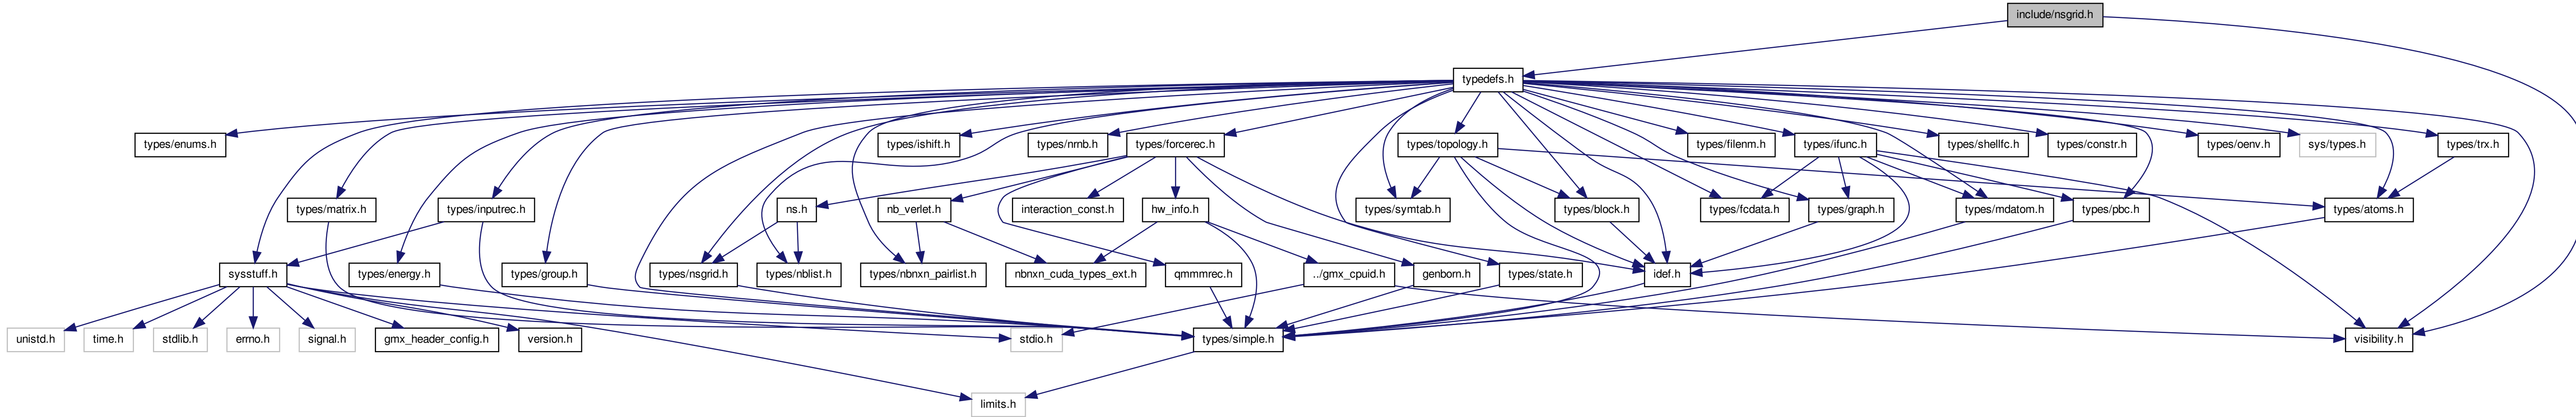 include/nsgrid.h
typedefs.h
types/enums.h
types/ishift.h
types/nrnb.h
types/forcerec.h
types/topology.h
types/filenm.h
types/ifunc.h
types/shellfc.h
types/constr.h
types/oenv.h
sys/types.h
types/trx.h
types/matrix.h
types/inputrec.h
ns.h
nb_verlet.h
interaction_const.h
hw_info.h
types/symtab.h
types/block.h
types/fcdata.h
types/graph.h
types/mdatom.h
types/pbc.h
types/atoms.h
sysstuff.h
types/energy.h
types/group.h
types/nsgrid.h
types/nblist.h
types/nbnxn_pairlist.h
nbnxn_cuda_types_ext.h
qmmmrec.h
../gmx_cpuid.h
genborn.h
types/state.h
idef.h
unistd.h
time.h
stdlib.h
errno.h
signal.h
gmx_header_config.h
version.h
stdio.h
types/simple.h
visibility.h
limits.h